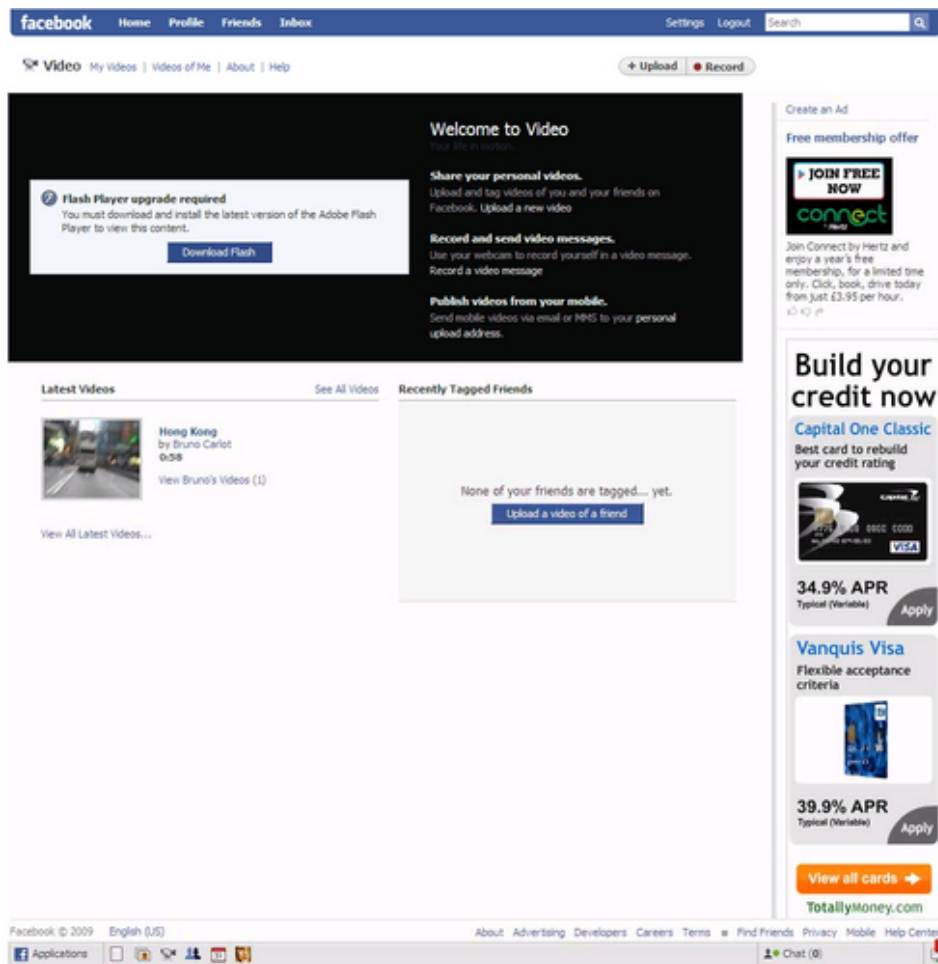 facebook Home Profile Friends Inbox Settings Logout Search
Video My Videos | Videos of Me | About | Help + Upload Record
Welcome to Video
Your life in motion.
Flash Player upgrade required
You must download and install the latest version of the Adobe Flash
Player to view this content.
Download Flash
Share your personal videos.
Upload and tag videos of you and your friends on
Facebook. Upload a new video
Record and send video messages.
Use your webcam to record yourself in a video message.
Record a video message
Publish videos from your mobile.
Send mobile videos via email or MMS to your personal
upload address.
Latest Videos See All Videos
Hong Kong
by Bruno Carlot
0:58
View Bruno's Videos (1)
View All Latest Videos...
Recently Tagged Friends
None of your friends are tagged... yet.
Upload a video of a friend
Create an Ad
Free membership offer
JOIN FREE
NOW
connect
by Hertz
Join Connect by Hertz and
enjoy a year's free
membership, for a limited time
only. Click, book, drive today
from just £3.95 per hour.
Build your
credit now
Capital One Classic
Best card to rebuild
your credit rating
VISA
34.9% APR
Typical (Variable)
Apply
Vanquis Visa
Flexible acceptance
criteria
39.9% APR
Typical (Variable)
Apply
View all cards
TotallyMoney.com
Facebook © 2009 English (US) About Advertising Developers Careers Terms Find Friends Privacy Mobile Help Center
Applications Chat (0)